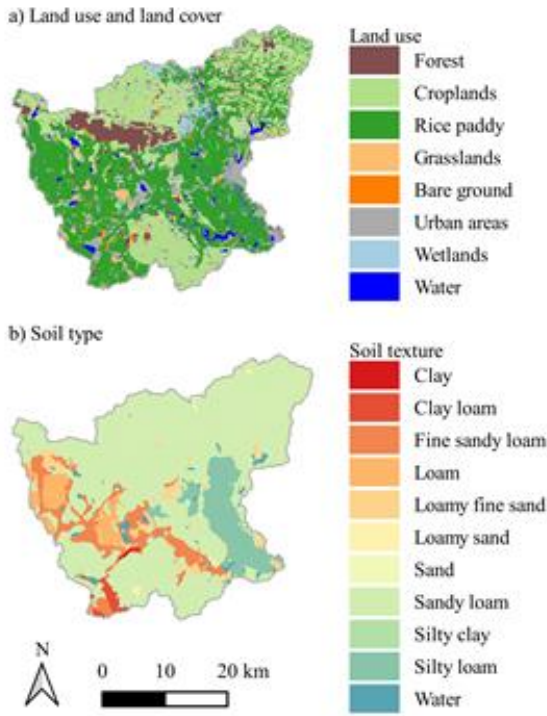 a) Land use and land cover
Land use
Forest
Croplands
Rice paddy
Grasslands
Bare ground
Urban areas
Wetlands
Water
b) Soil type
Soil texture
Clay
Clay loam
Fine sandy loam
Loam
Loamy fine sand
Loamy sand
Sand
Sandy loam
Silty clay
Silty loam
Water
N
0 10 20 km